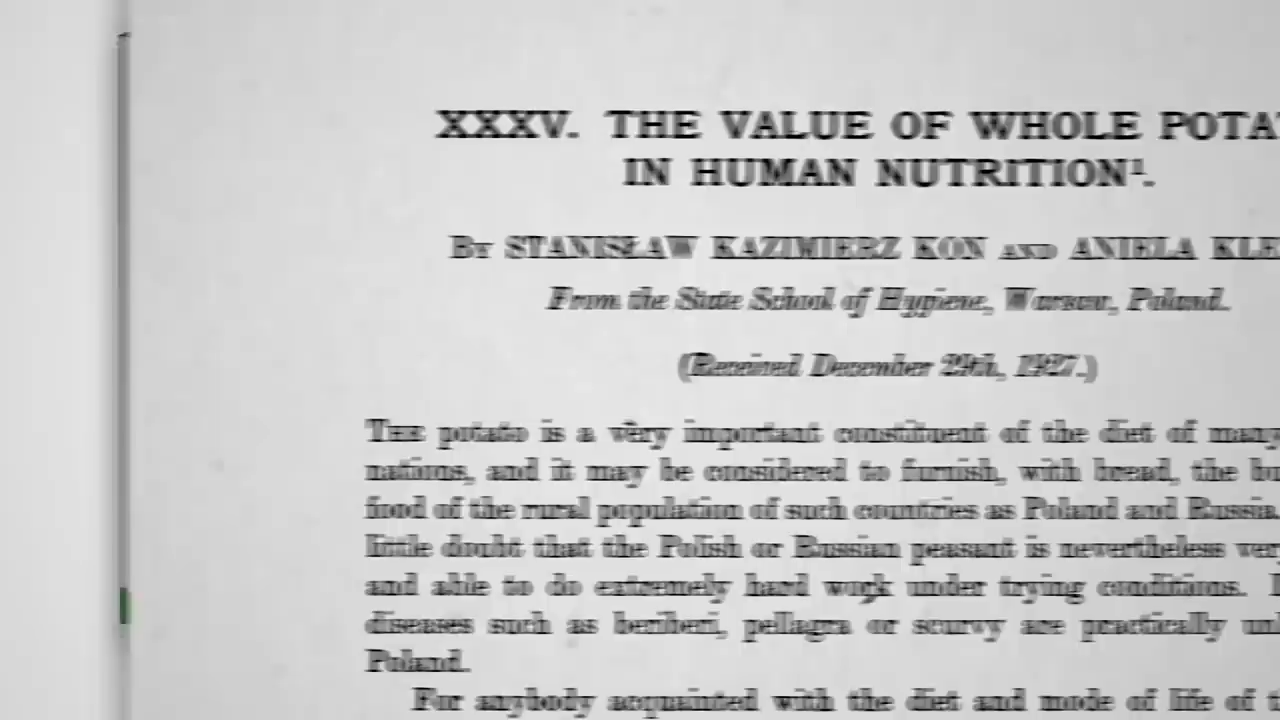 XXXV. THE VALUE OF WHOLE POTA
IN HUMAN NUTRITION¹.
BY STANISŁAW KAZIMIERZ KON AND ANIELA KLE
From the State School of Hygiene, Warsaw, Poland.
(Received December 29th, 1927.)
THE potato is a very important constituent of the diet of many
nations, and it may be considered to furnish, with bread, the
food of the rural population of such countries as Poland and Russia.
little doubt that the Polish or Russian peasant is nevertheless
and able to do extremely hard work under trying conditions.
diseases such as beriberi, pellagra or scurvy are practically
Poland.
For anybody acquainted with the diet and mode of life of